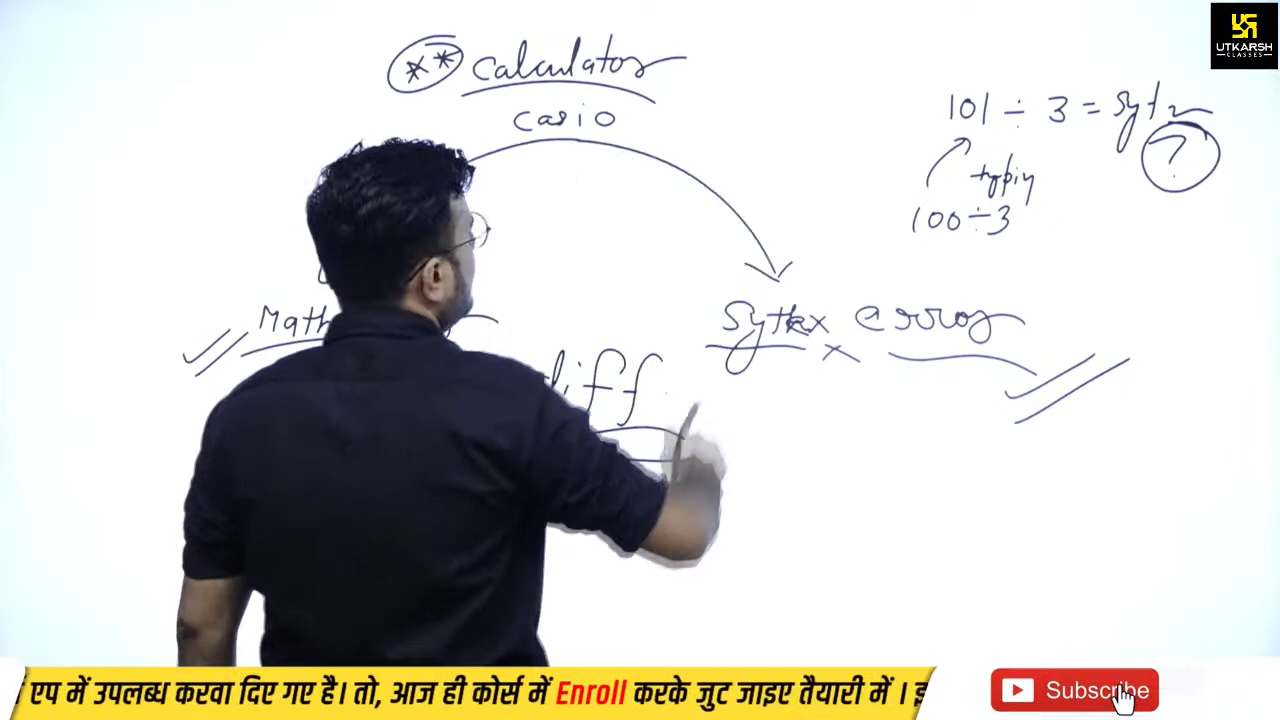 ** calculator
casio
101 ÷ 3 = Sytx
?
typing
100÷3
Math
Sytax error
diff
UTKARSH
CLASSES
एप में उपलब्ध करवा दिए गए है। तो, आज ही कोर्स में Enroll करके जुट जाइए तैयारी में ।
Subscribe